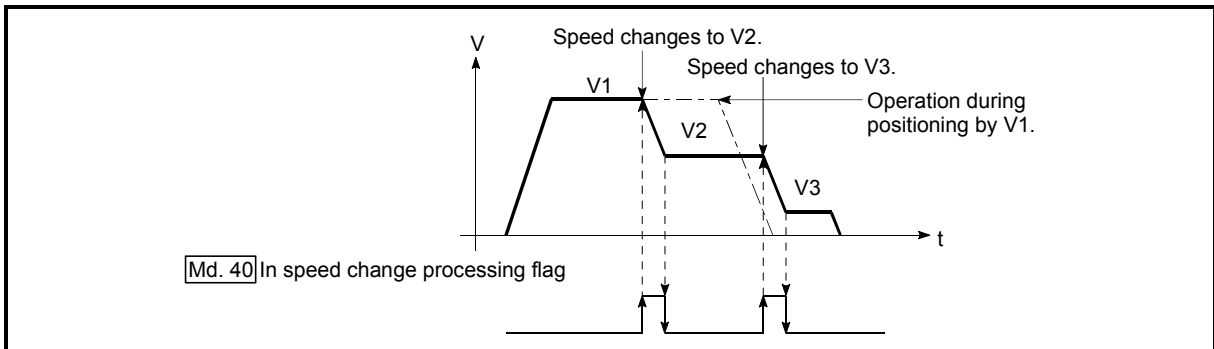 Speed changes to V2.
V
Speed changes to V3.
V1
Operation during
positioning by V1.
V2
V3
t
Md. 40 In speed change processing flag